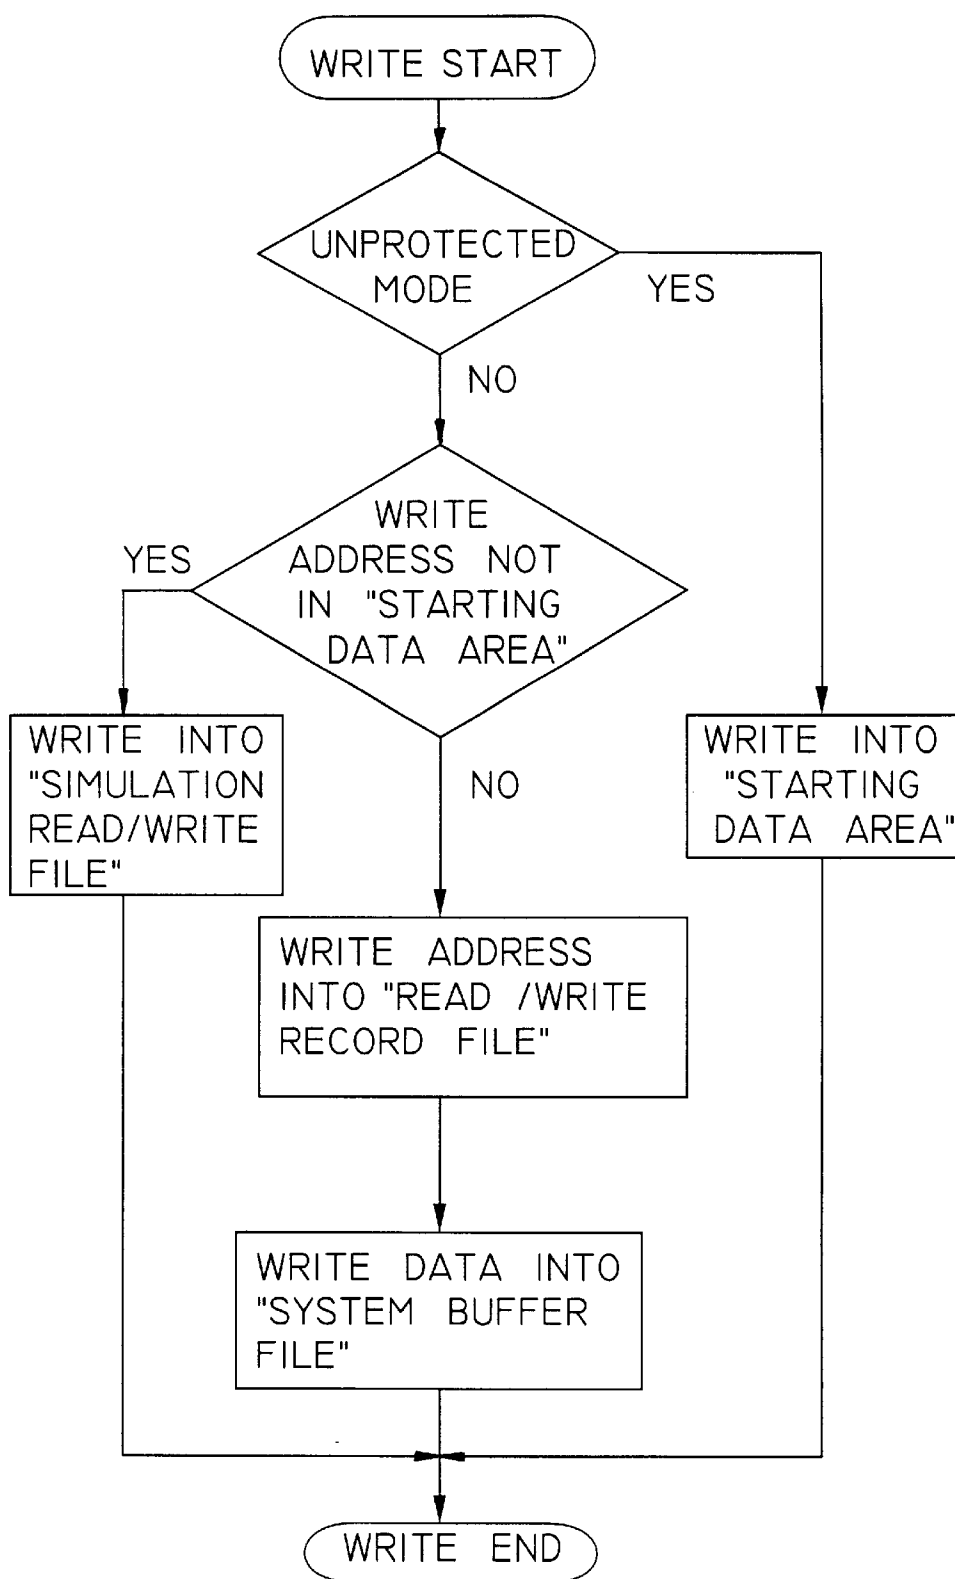 WRITE START
UNPROTECTED
MODE
YES
NO
WRITE
ADDRESS NOT
IN "STARTING
DATA AREA"
YES
WRITE INTO
"SIMULATION
READ/WRITE
FILE"
NO
WRITE INTO
"STARTING
DATA AREA"
WRITE ADDRESS
INTO "READ /WRITE
RECORD FILE"
WRITE DATA INTO
"SYSTEM BUFFER
FILE"
WRITE END